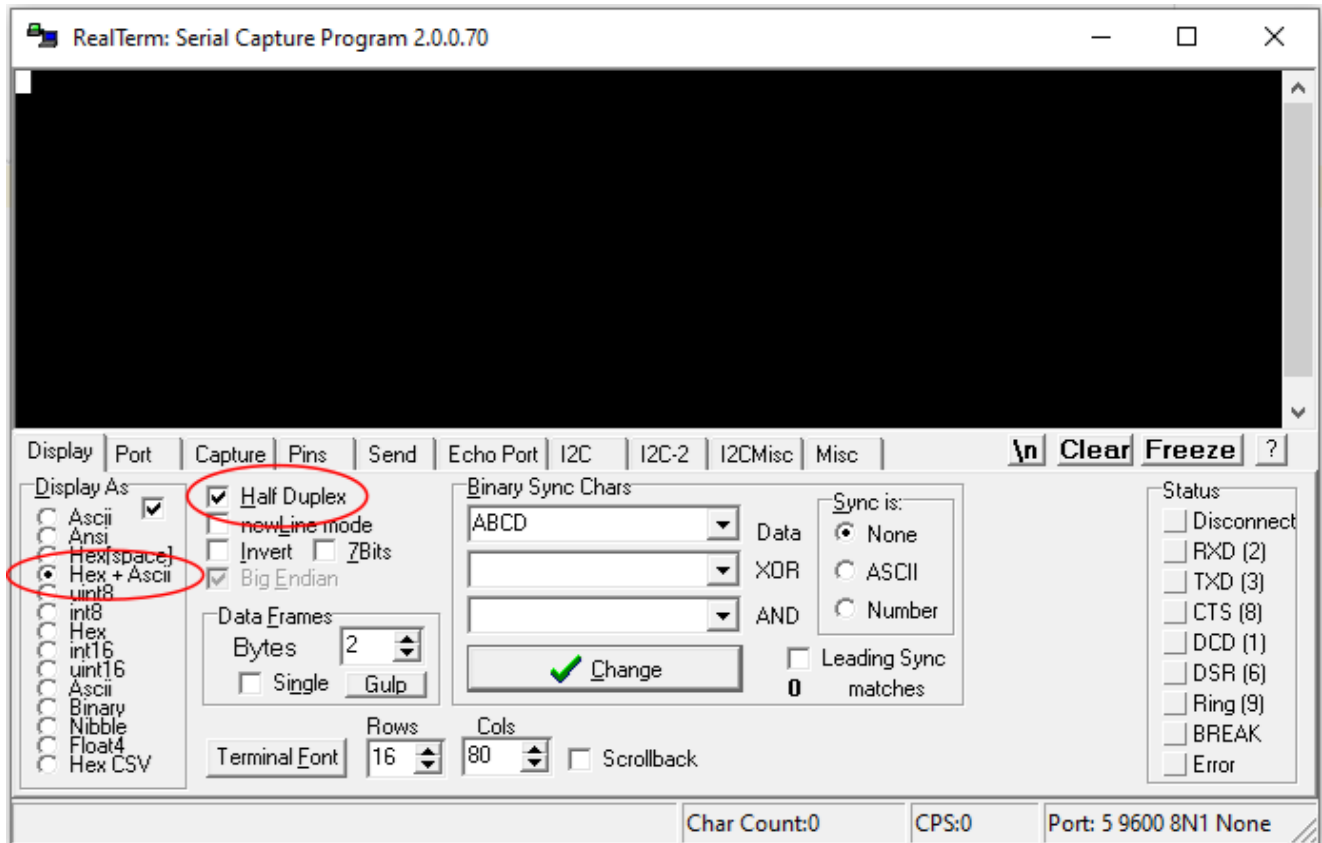 RealTerm: Serial Capture Program 2.0.0.70
Display Port Capture Pins Send Echo Port I2C I2C-2 I2CMisc Misc \n Clear Freeze ?
Display As
Ascii
Ansi
Hex[space]
Hex + Ascii
uint8
int8
Hex
int16
uint16
Ascii
Binary
Nibble
Float4
Hex CSV
Half Duplex
newLine mode
Invert 7Bits
Big Endian
Data Frames
Bytes 2
Single Gulp
Terminal Font
Rows
16
Cols
80
Scrollback
Binary Sync Chars
ABCD Data
XOR
AND
Change
Sync is:
None
ASCII
Number
Leading Sync
0 matches
Status
Disconnect
RXD (2)
TXD (3)
CTS (8)
DCD (1)
DSR (6)
Ring (9)
BREAK
Error
Char Count:0 CPS:0 Port: 5 9600 8N1 None